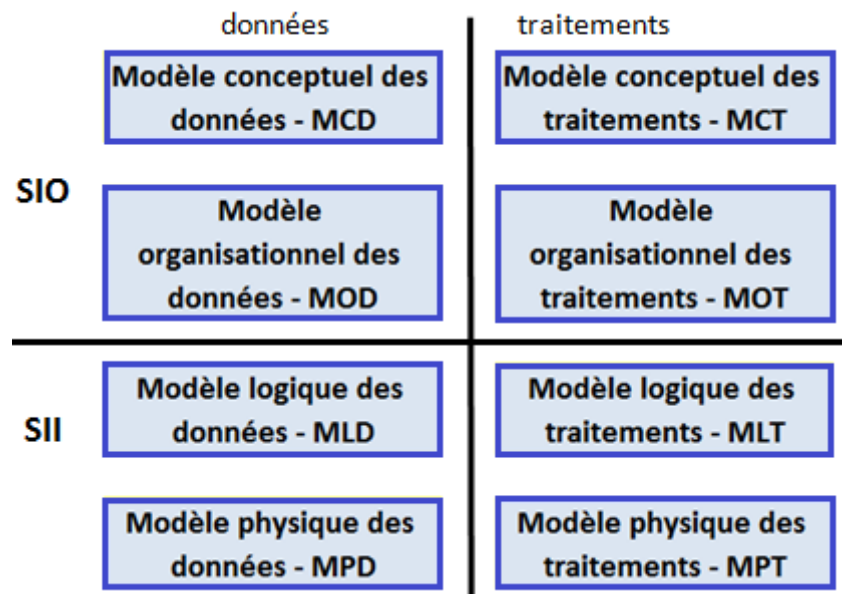 données
traitements
Modèle conceptuel des
données - MCD
Modèle conceptuel des
traitements - MCT
SIO
Modèle
organisationnel des
données - MOD
Modèle
organisationnel des
traitements - MOT
SII
Modèle logique des
données - MLD
Modèle logique des
traitements - MLT
Modèle physique des
données - MPD
Modèle physique des
traitements - MPT